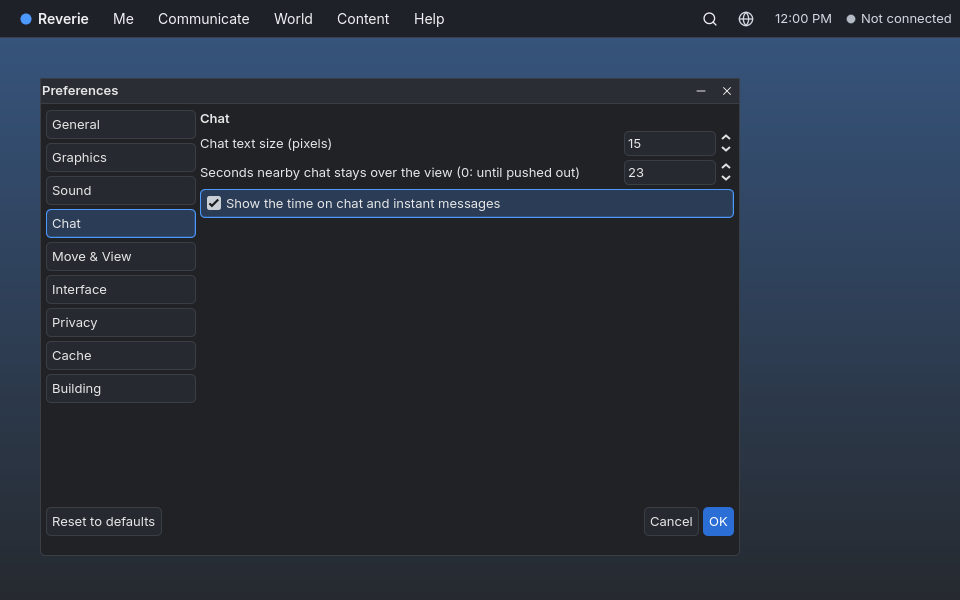 Reverie Me Communicate World Content Help 12:00 PM Not connected
Preferences
General
Graphics
Sound
Chat
Move & View
Interface
Privacy
Cache
Building
Chat
Chat text size (pixels) 15
Seconds nearby chat stays over the view (0: until pushed out) 23
Show the time on chat and instant messages
Reset to defaults Cancel OK